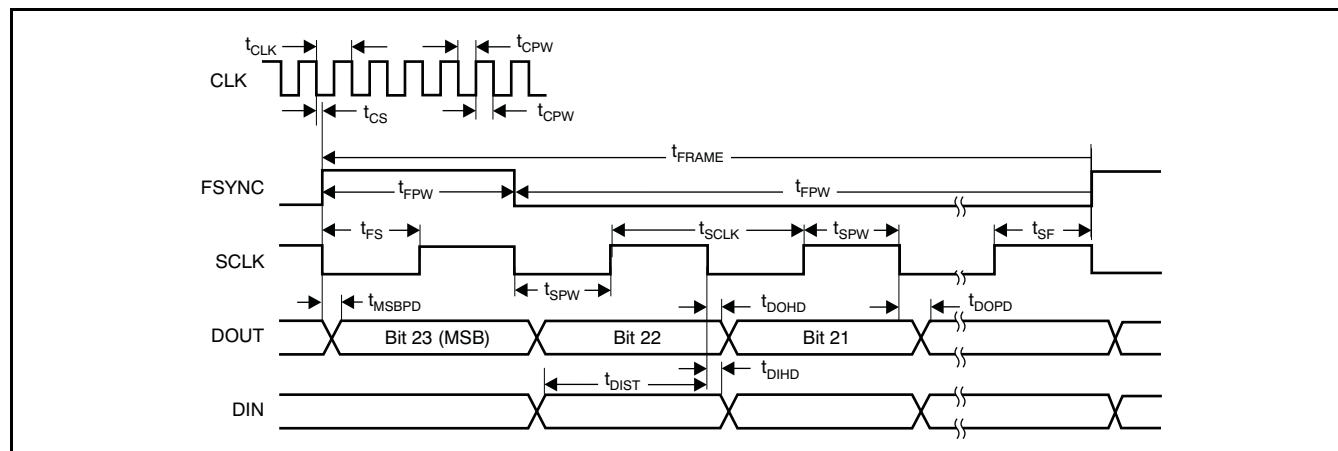 tCLK
tCPW
CLK
tCS
tCPW
tFRAME
FSYNC
tFPW
tFPW
tFS
tSCLK
tSPW
tSF
SCLK
tSPW
tMSBPD
tDOHD
tDOPD
DOUT
Bit 23 (MSB)
Bit 22
Bit 21
tDIST
tDIHD
DIN